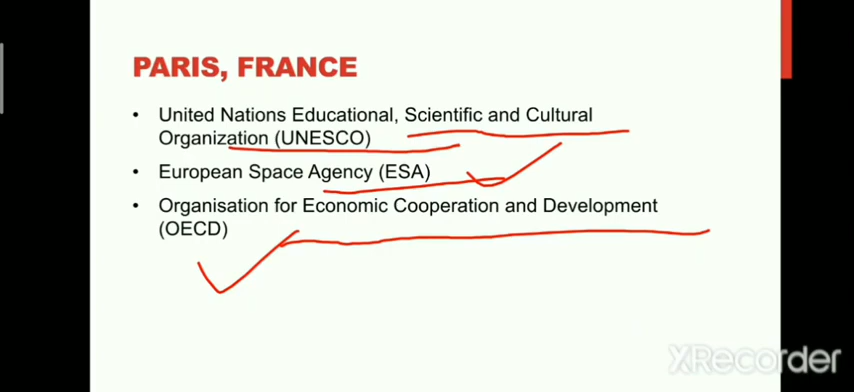 PARIS, FRANCE
• United Nations Educational, Scientific and Cultural
Organization (UNESCO)
• European Space Agency (ESA)
• Organisation for Economic Cooperation and Development
(OECD)
XRecorder